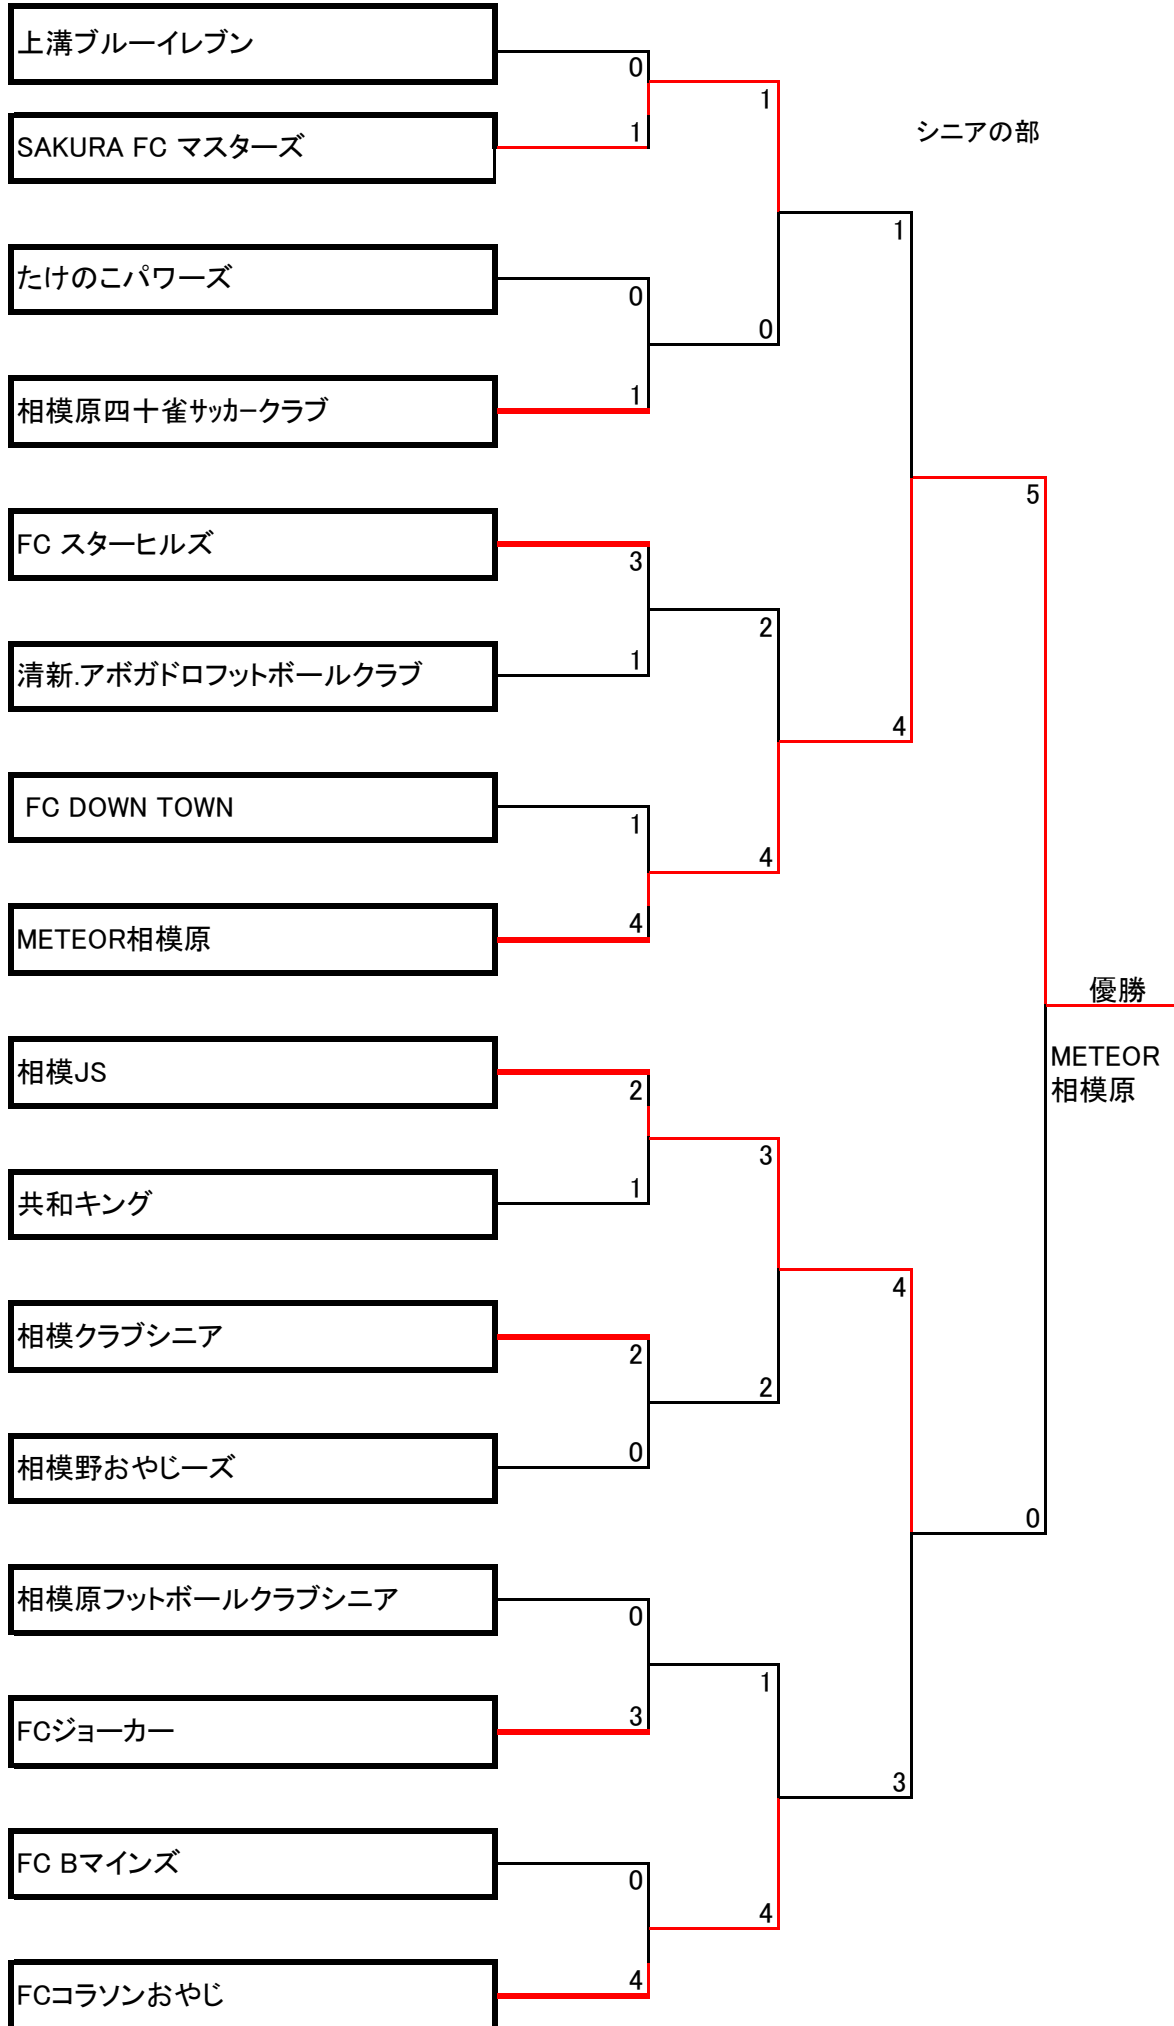 上溝ブルーイレブン
0
1
SAKURA FC マスターズ
1
シニアの部
1
たけのこパワーズ
0
0
相模原四十雀サッカークラブ
1
5
FC スターヒルズ
3
2
清新.アボガドロフットボールクラブ
1
4
FC DOWN TOWN
1
4
METEOR相模原
4
優勝
METEOR
相模原
相模JS
2
3
共和キング
1
4
相模クラブシニア
2
2
相模野おやじーズ
0
0
相模原フットボールクラブシニア
0
1
FCジョーカー
3
3
FC Bマインズ
0
4
FCコラソンおやじ
4